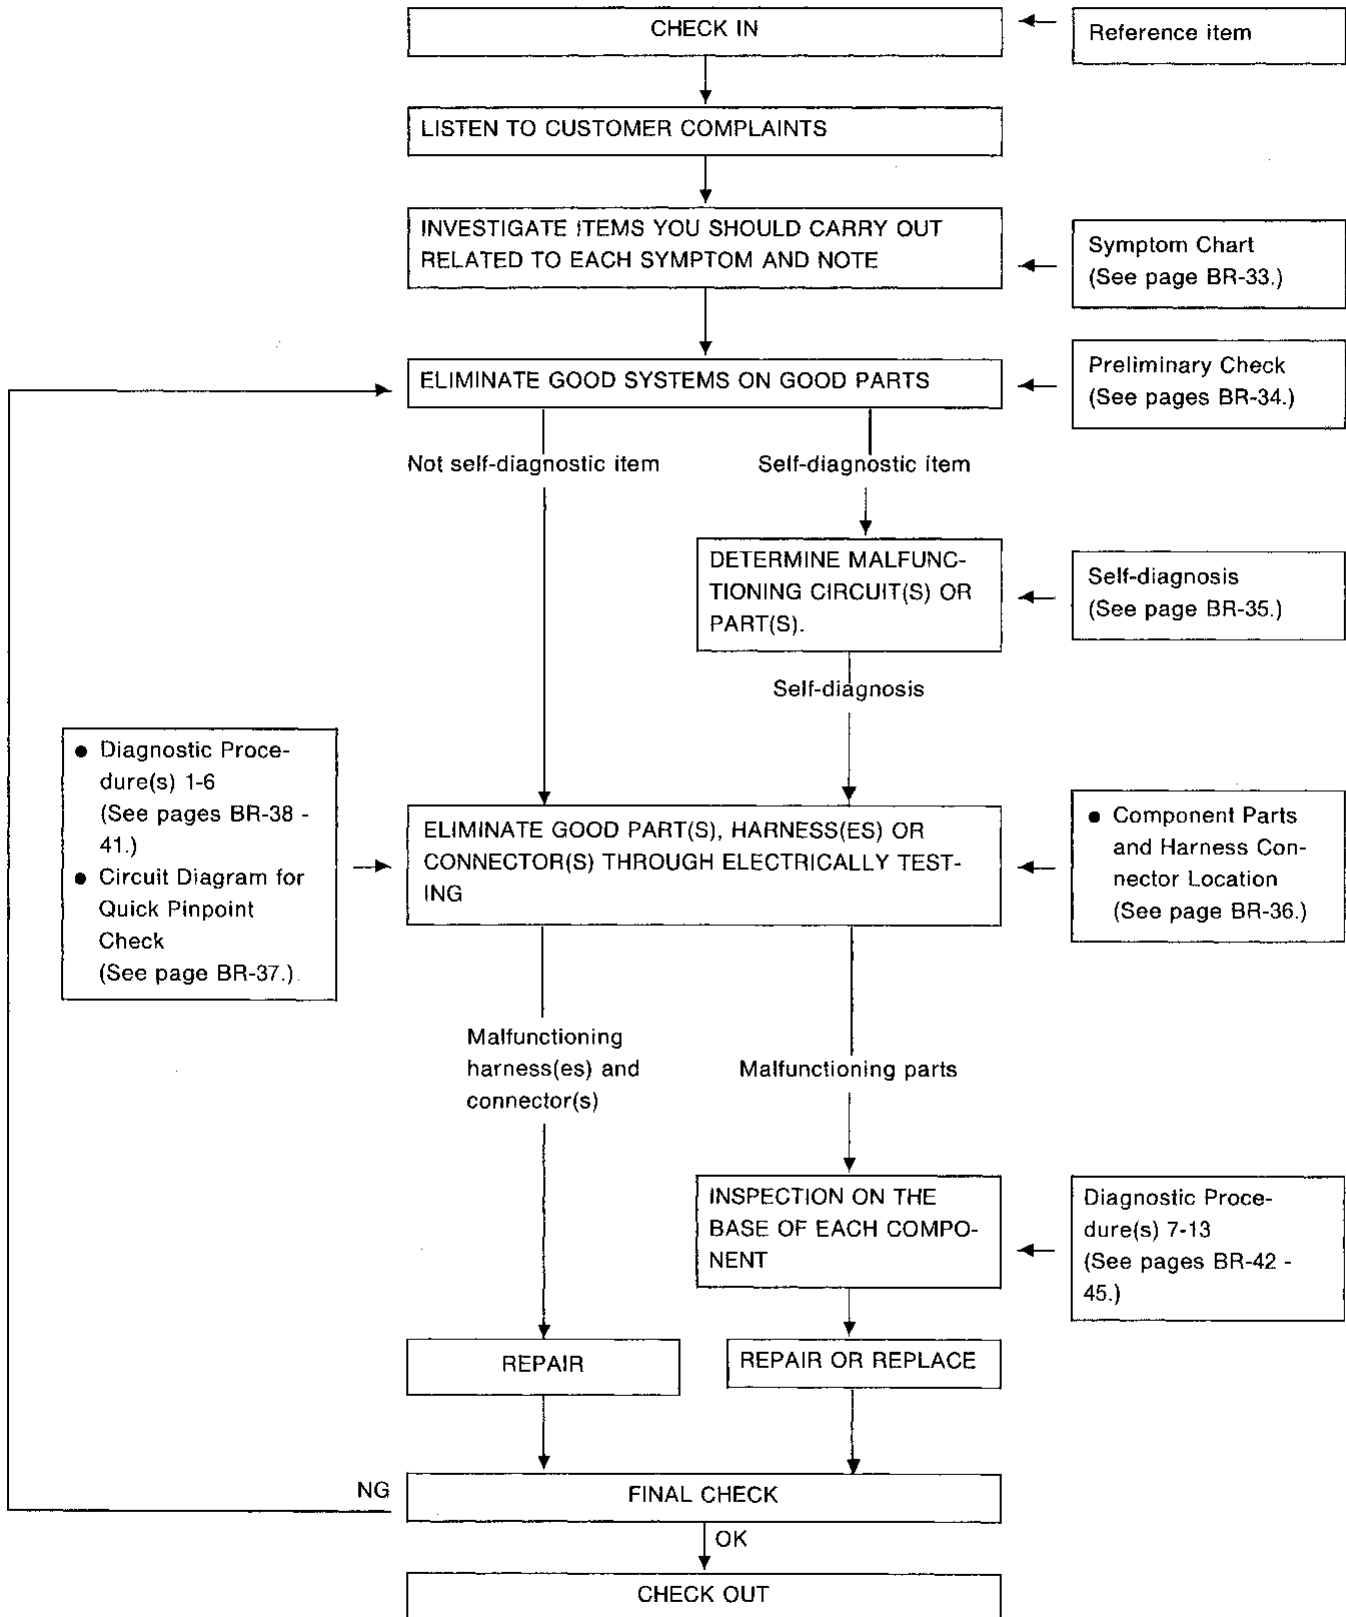 CHECK IN
Reference item
LISTEN TO CUSTOMER COMPLAINTS
INVESTIGATE ITEMS YOU SHOULD CARRY OUT
RELATED TO EACH SYMPTOM AND NOTE
Symptom Chart
(See page BR-33.)
ELIMINATE GOOD SYSTEMS ON GOOD PARTS
Preliminary Check
(See pages BR-34.)
Not self-diagnostic item
Self-diagnostic item
DETERMINE MALFUNC-
TIONING CIRCUIT(S) OR
PART(S).
Self-diagnosis
(See page BR-35.)
Self-diagnosis
● Diagnostic Proce-
dure(s) 1-6
(See pages BR-38 -
41.)
● Circuit Diagram for
Quick Pinpoint
Check
(See page BR-37.)
ELIMINATE GOOD PART(S), HARNESS(ES) OR
CONNECTOR(S) THROUGH ELECTRICALLY TEST-
ING
● Component Parts
and Harness Con-
nector Location
(See page BR-36.)
Malfunctioning
harness(es) and
connector(s)
Malfunctioning parts
INSPECTION ON THE
BASE OF EACH COMPO-
NENT
Diagnostic Proce-
dure(s) 7-13
(See pages BR-42 -
45.)
REPAIR
REPAIR OR REPLACE
NG
FINAL CHECK
OK
CHECK OUT